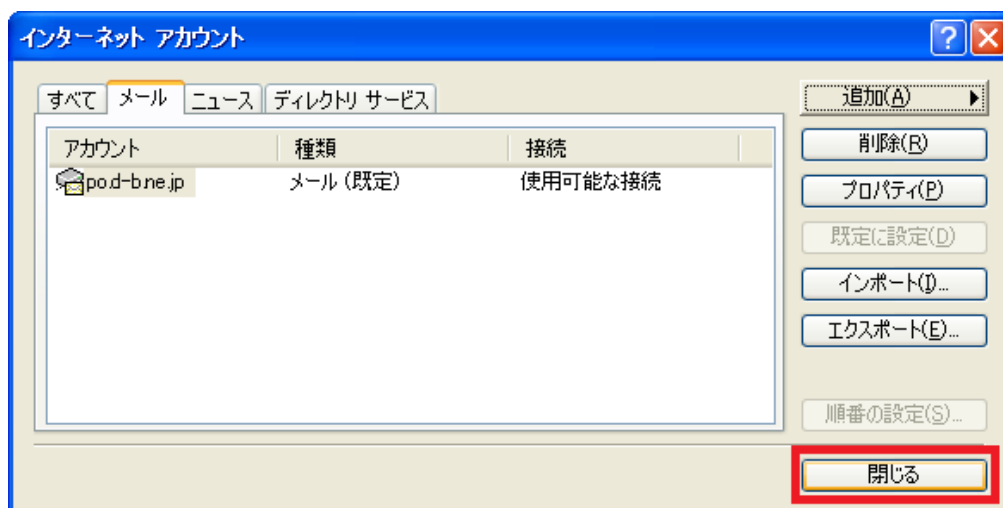 インターネット アカウント
すべて メール ニュース ディレクトリ サービス
アカウント 種類 接続
po.d-b.ne.jp メール (既定) 使用可能な接続
追加(A)
削除(R)
プロパティ(P)
既定に設定(D)
インポート(I)...
エクスポート(E)...
順番の設定(S)...
閉じる